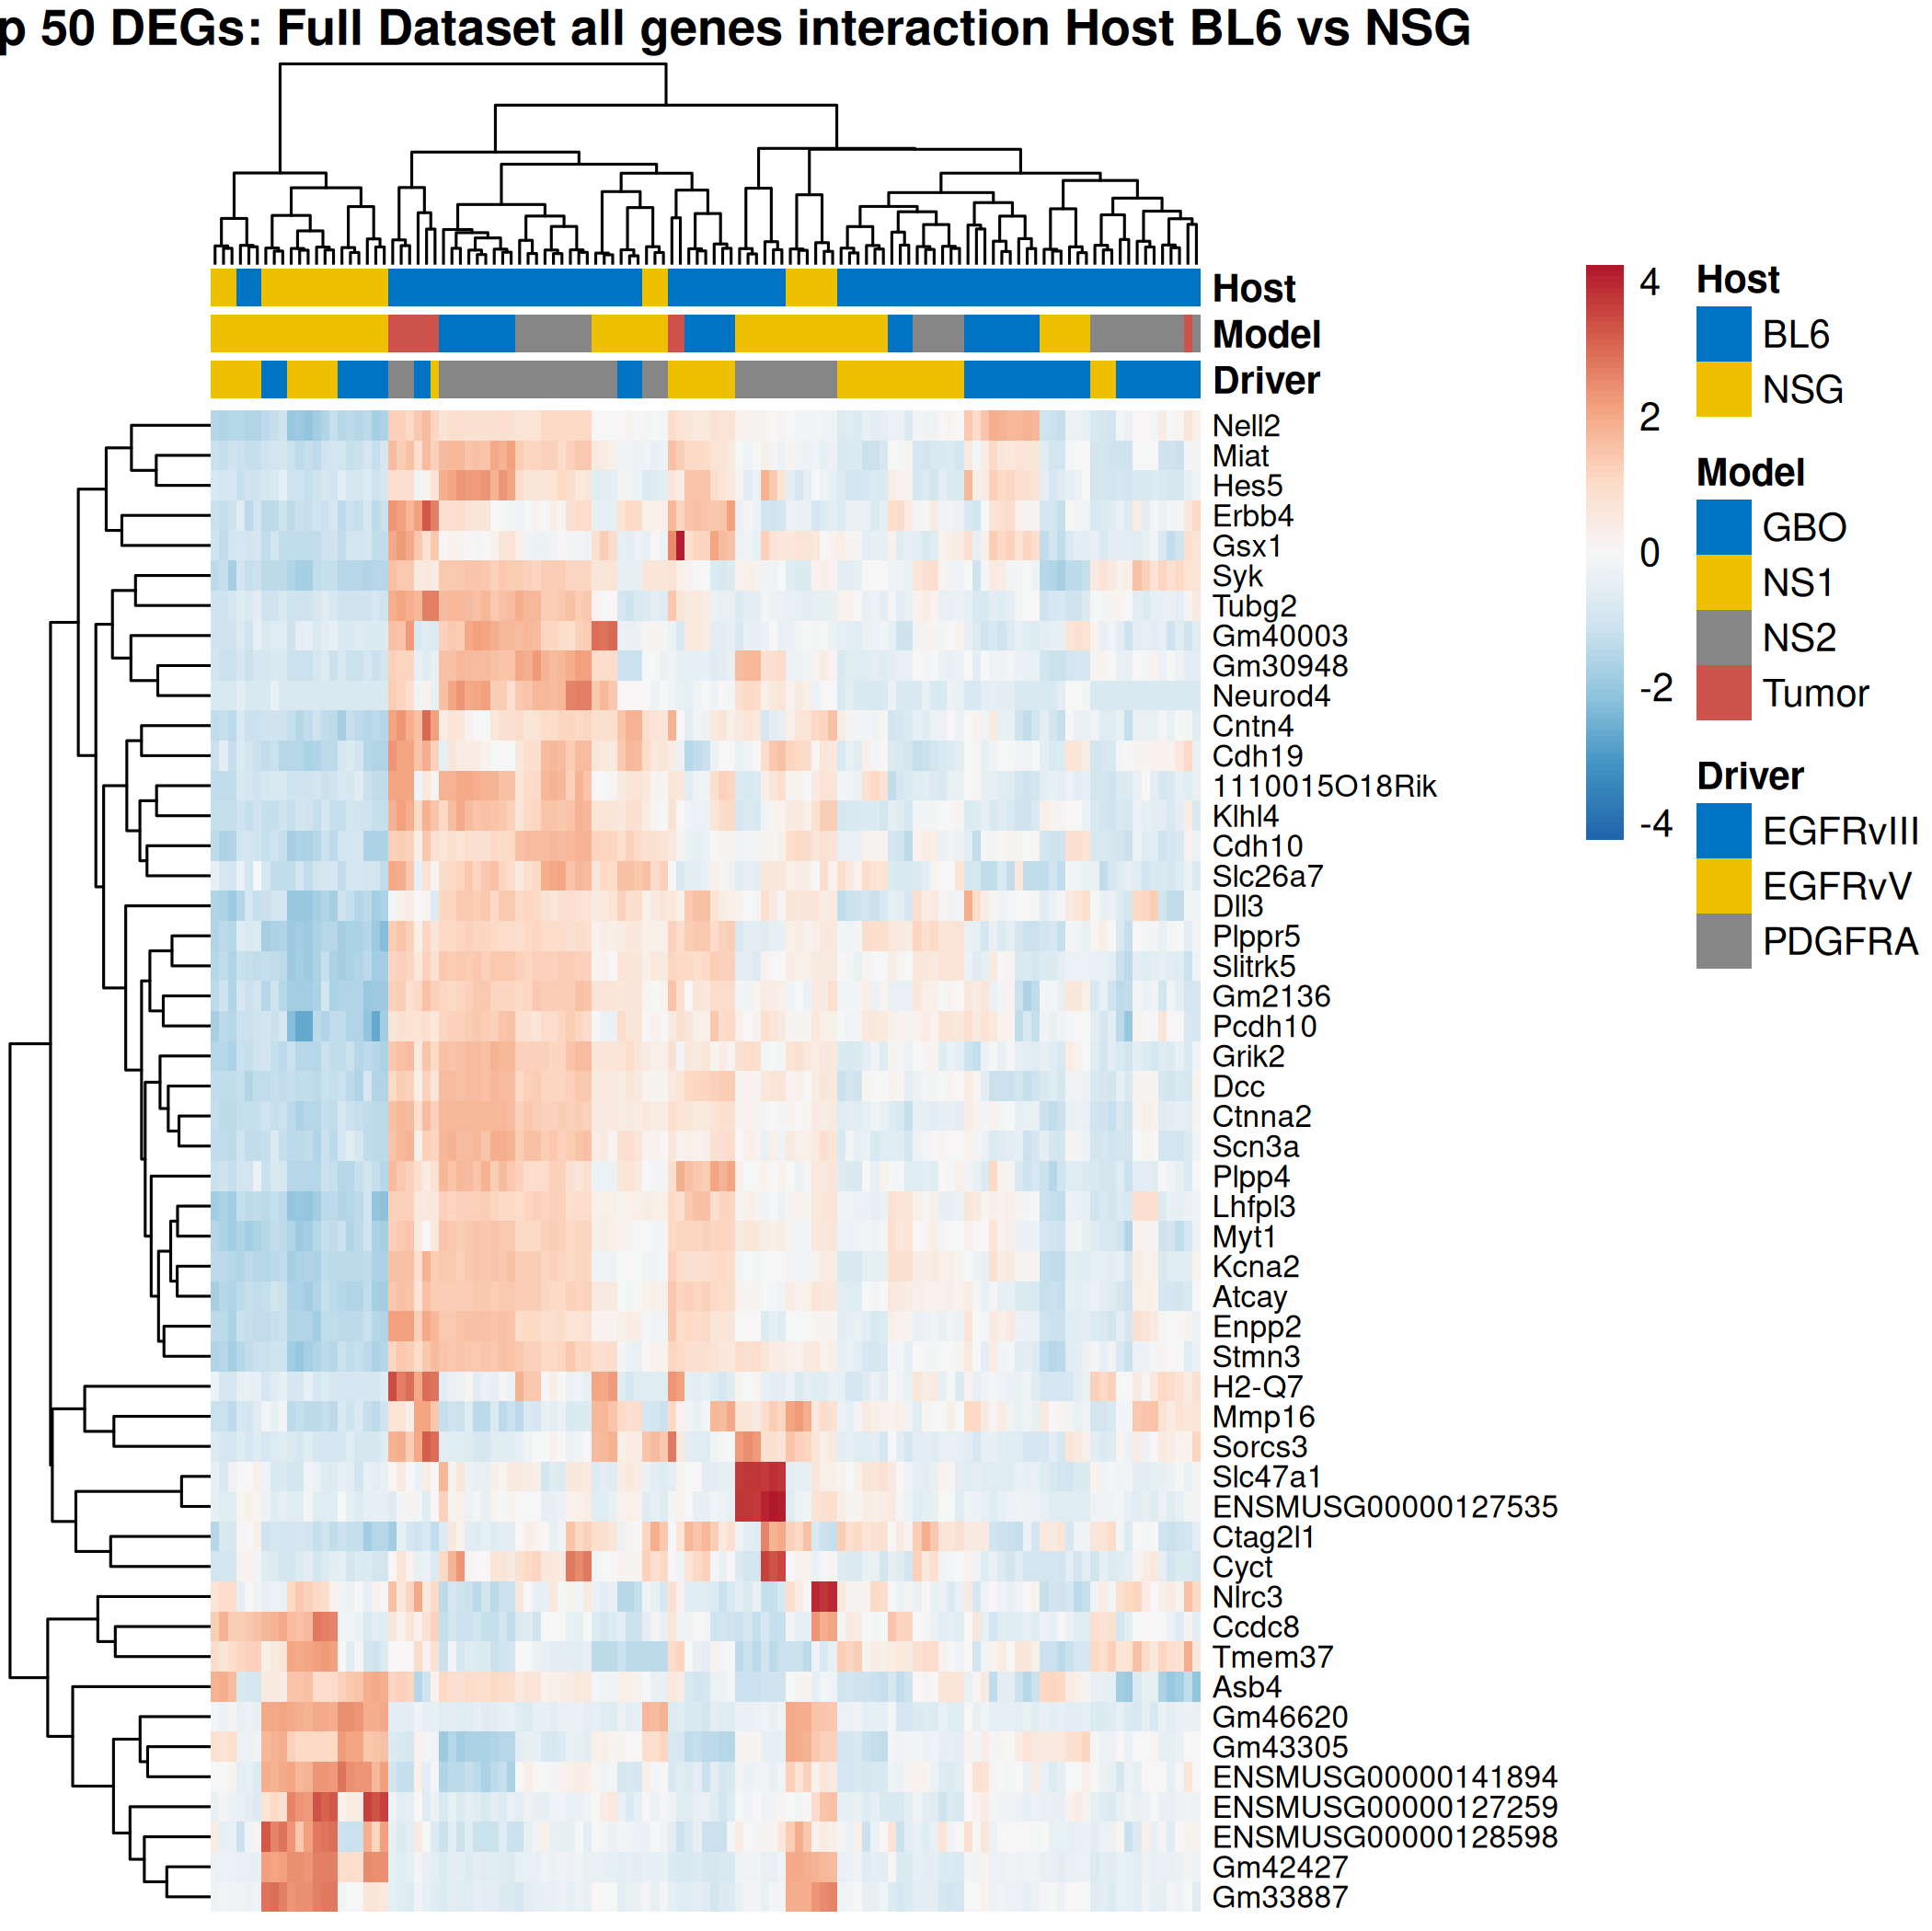 p 50 DEGs: Full Dataset all genes interaction Host BL6 vs NSG
Host
Model
Driver
Nell2
Miat
Hes5
Erbb4
Gsx1
Syk
Tubg2
Gm40003
Gm30948
Neurod4
Cntn4
Cdh19
1110015O18Rik
Klhl4
Cdh10
Slc26a7
Dll3
Plppr5
Slitrk5
Gm2136
Pcdh10
Grik2
Dcc
Ctnna2
Scn3a
Plpp4
Lhfpl3
Myt1
Kcna2
Atcay
Enpp2
Stmn3
H2-Q7
Mmp16
Sorcs3
Slc47a1
ENSMUSG00000127535
Ctag2l1
Cyct
Nlrc3
Ccdc8
Tmem37
Asb4
Gm46620
Gm43305
ENSMUSG00000141894
ENSMUSG00000127259
ENSMUSG00000128598
Gm42427
Gm33887
4
2
0
-2
-4
Host
BL6
NSG
Model
GBO
NS1
NS2
Tumor
Driver
EGFRvIII
EGFRvV
PDGFRA